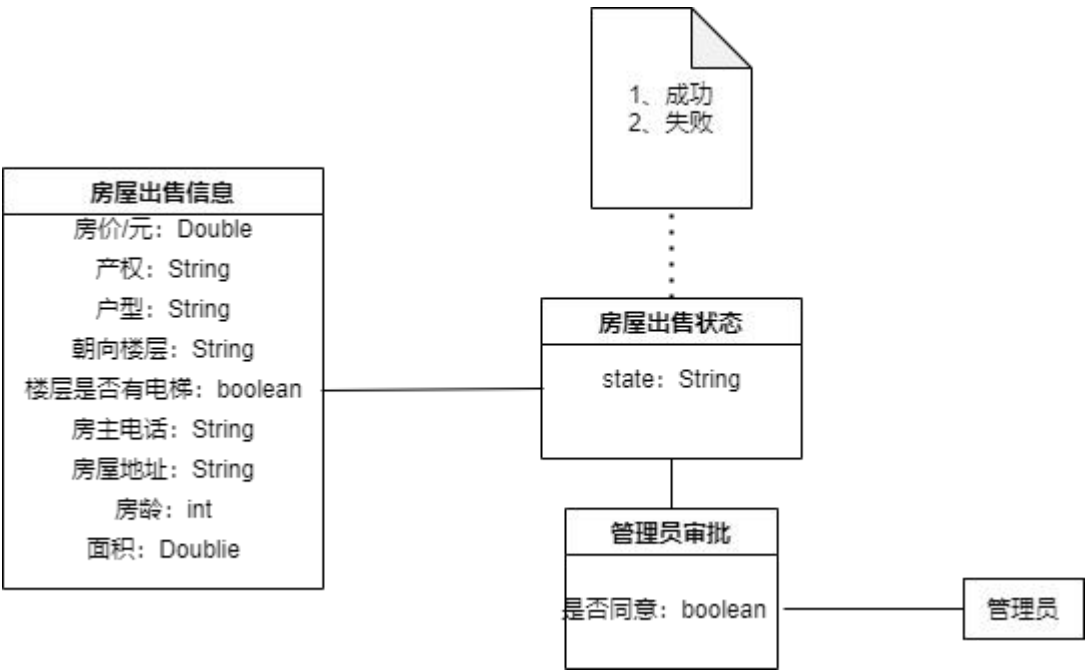 1、成功
2、失败
房屋出售信息
房价/元：Double
产权：String
户型：String
朝向楼层：String
楼层是否有电梯：boolean
房主电话：String
房屋地址：String
房龄：int
面积：Doublie
房屋出售状态
state：String
管理员审批
是否同意：boolean
管理员